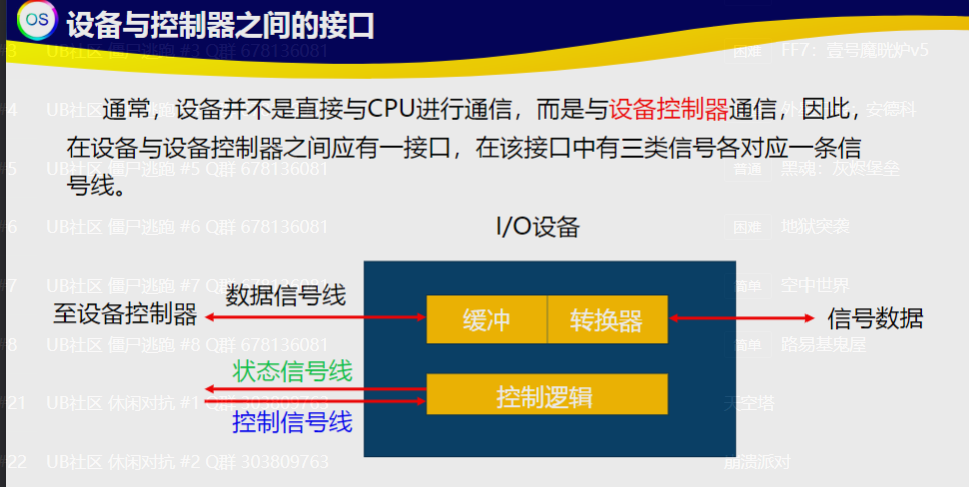 OS 设备与控制器之间的接口
#3 UB社区 僵尸逃跑 #3 Q群 678136081
困难 FF7：壹号魔晄炉v5
通常，设备并不是直接与CPU进行通信，而是与设备控制器通信，因此，
#4 UB社区 僵尸逃跑 #4 Q群 678136081
安德科
在设备与设备控制器之间应有一接口，在该接口中有三类信号各对应一条信
#5 UB社区 僵尸逃跑 #5 Q群 678136081
普通 黑魂：灰烬堡垒
号线。
I/O设备
#6 UB社区 僵尸逃跑 #6 Q群 678136081
困难 地狱突袭
#7 UB社区 僵尸逃跑 #7 Q群 678136081
简单 空中世界
数据信号线
至设备控制器
缓冲 转换器
信号数据
#8 UB社区 僵尸逃跑 #8 Q群 678136081
简单 路易基鬼屋
状态信号线
控制逻辑
#21 UB社区 休闲对抗 #1 Q群 303809763
天空塔
控制信号线
#22 UB社区 休闲对抗 #2 Q群 303809763
崩溃派对